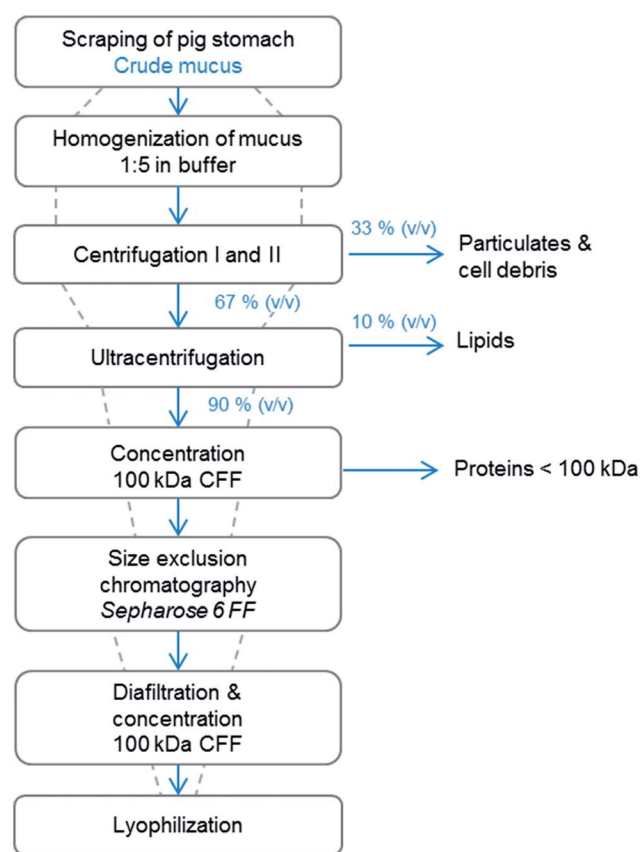 Scraping of pig stomach
Crude mucus
Homogenization of mucus
1:5 in buffer
Centrifugation I and II
33 % (v/v)
Particulates &
cell debris
67 % (v/v)
Ultracentrifugation
10 % (v/v)
Lipids
90 % (v/v)
Concentration
100 kDa CFF
Proteins < 100 kDa
Size exclusion
chromatography
Sepharose 6 FF
Diafiltration &
concentration
100 kDa CFF
Lyophilization